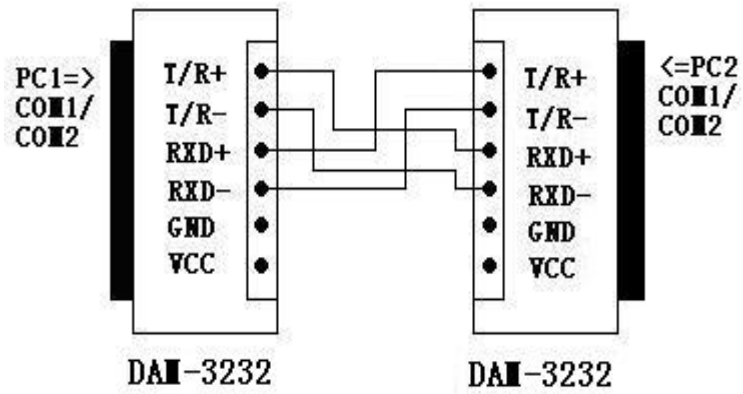 PC1=>
COM1/
COM2
T/R+
T/R-
RXD+
RXD-
GND
VCC
DAM-3232
T/R+
T/R-
RXD+
RXD-
GND
VCC
<=PC2
COM1/
COM2
DAM-3232